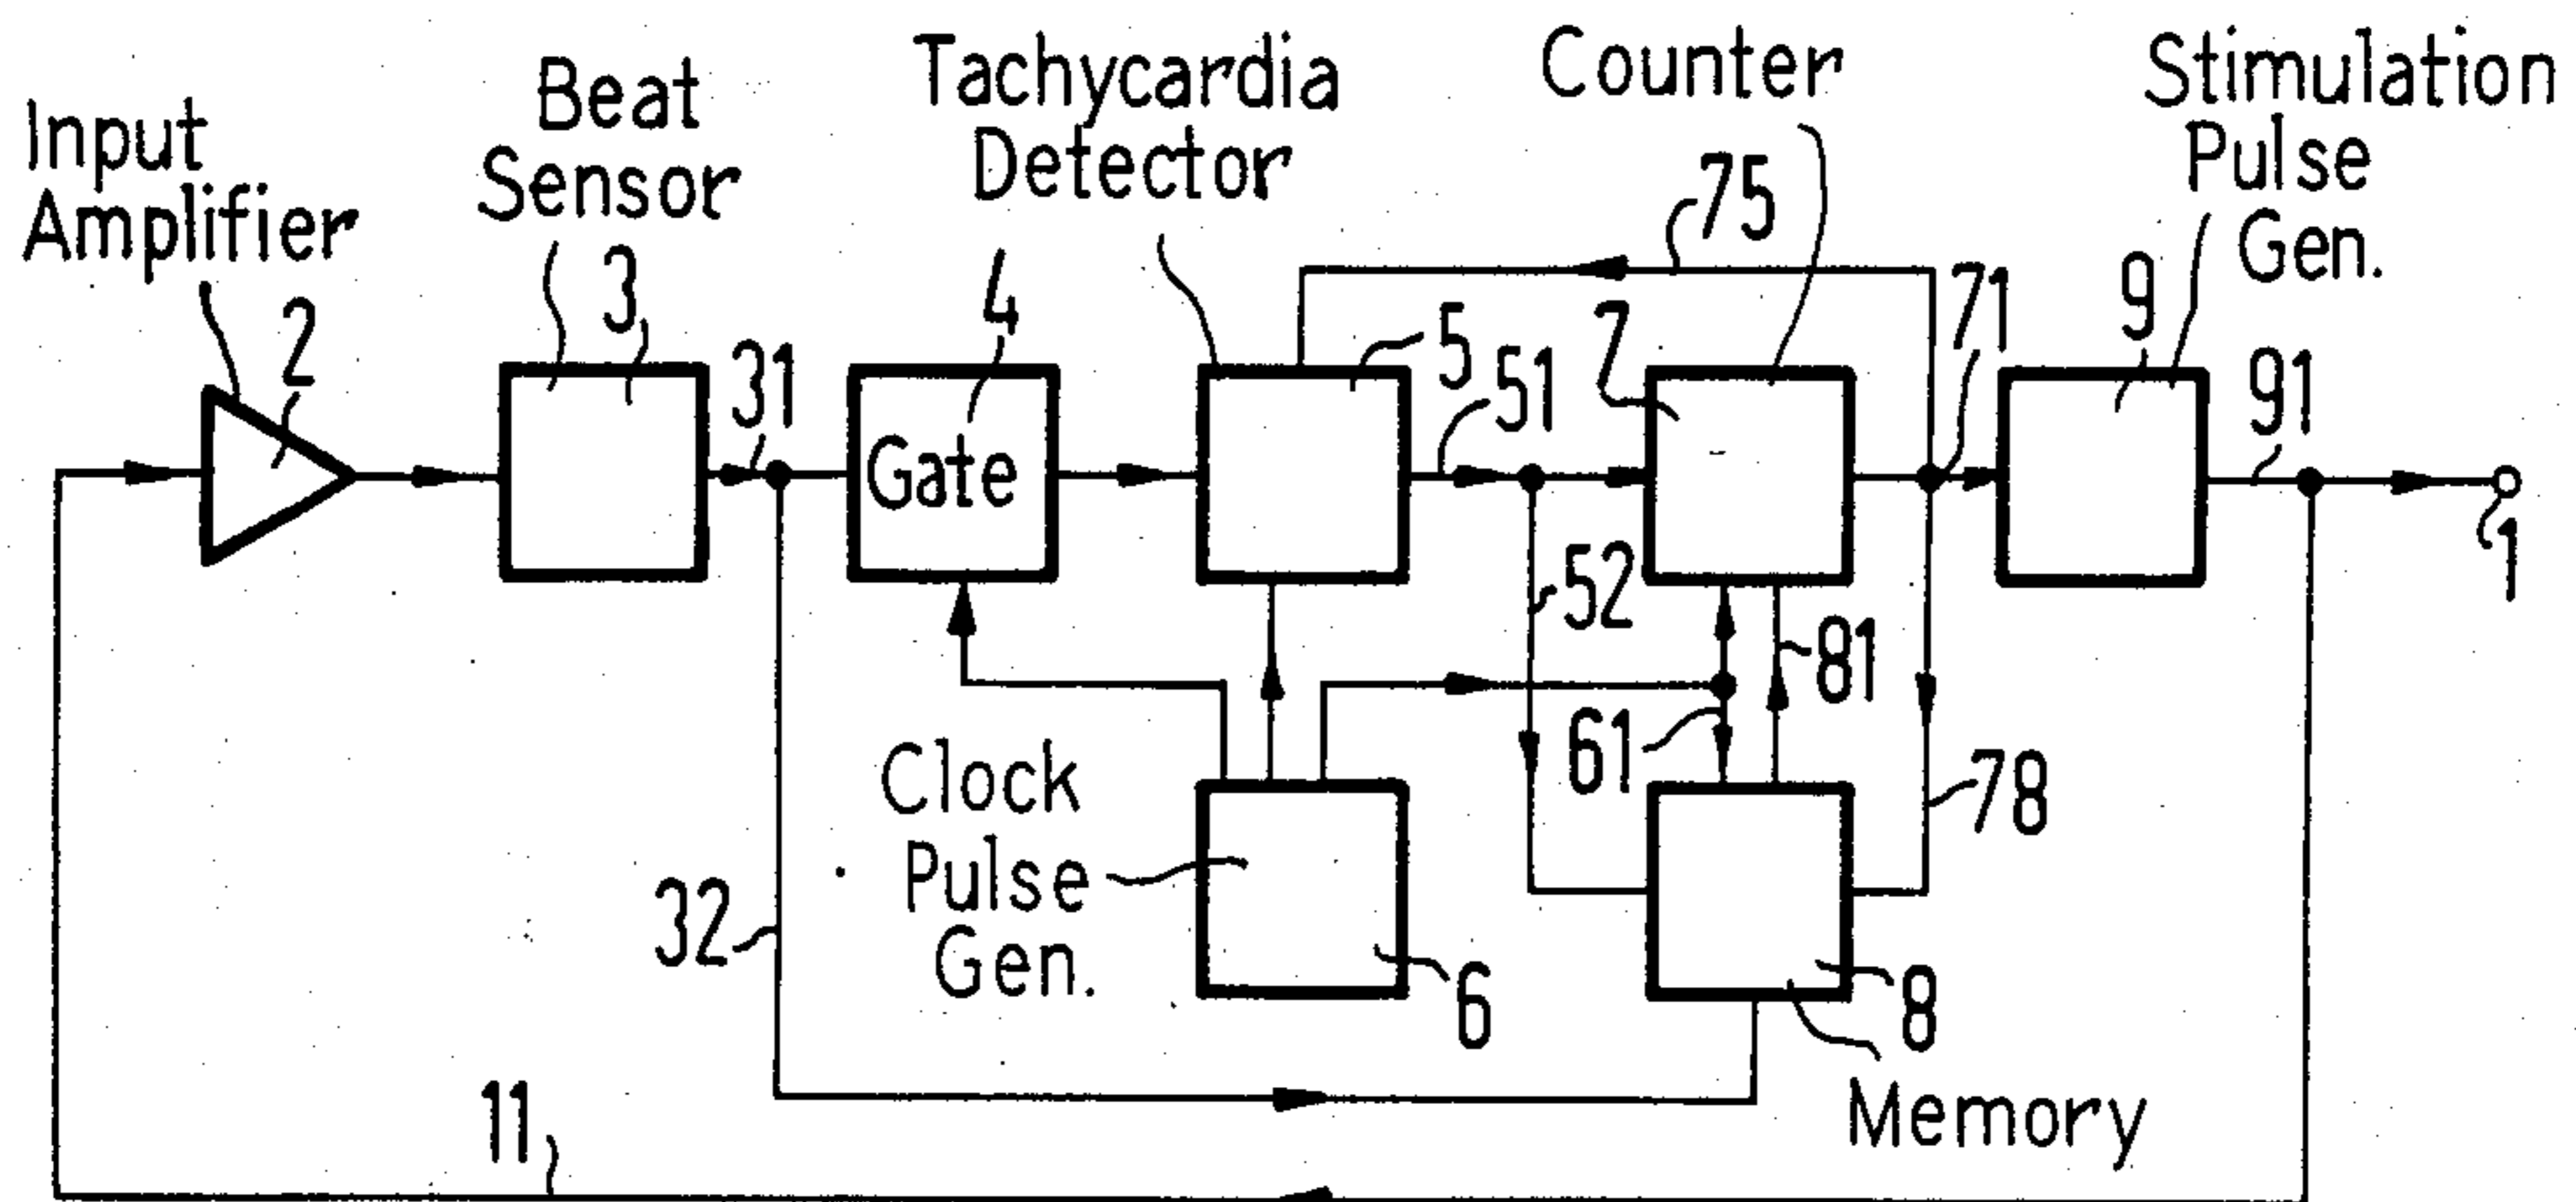 Input
Amplifier
2
Beat
Sensor
3
31
4
Gate
Tachycardia
Detector
5
51
52
75
Counter
7
71
Stimulation
Pulse
Gen.
9
91
1
81
61
78
Clock
Pulse
Gen.
6
8
Memory
32
11